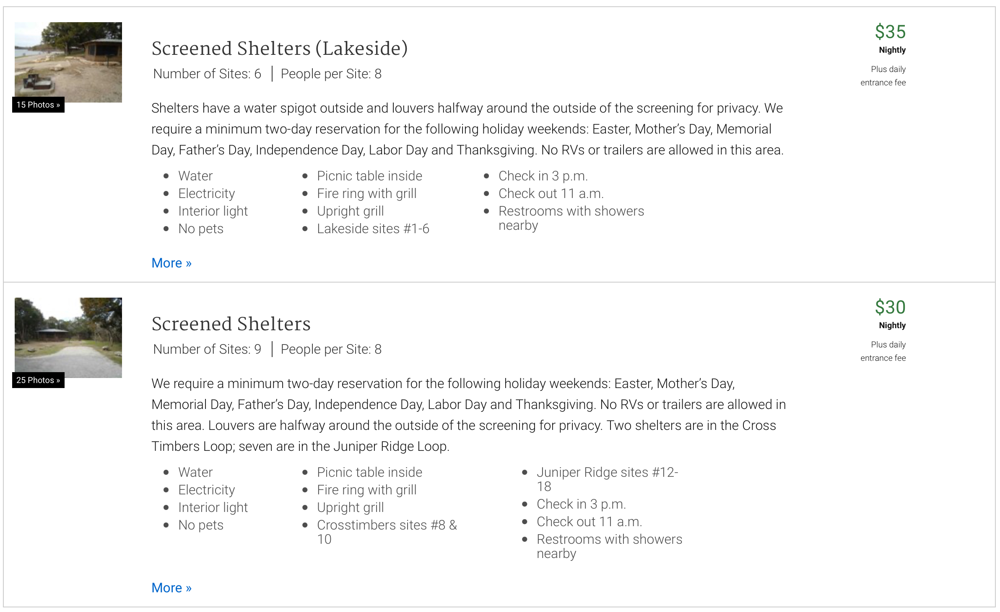 $35
Nightly
Plus daily
entrance fee
Screened Shelters (Lakeside)
Number of Sites: 6 | People per Site: 8
15 Photos »
Shelters have a water spigot outside and louvers halfway around the outside of the screening for privacy. We
require a minimum two-day reservation for the following holiday weekends: Easter, Mother’s Day, Memorial
Day, Father’s Day, Independence Day, Labor Day and Thanksgiving. No RVs or trailers are allowed in this area.
• Water
• Electricity
• Interior light
• No pets
• Picnic table inside
• Fire ring with grill
• Upright grill
• Lakeside sites #1-6
• Check in 3 p.m.
• Check out 11 a.m.
• Restrooms with showers
nearby
More »
$30
Nightly
Plus daily
entrance fee
Screened Shelters
Number of Sites: 9 | People per Site: 8
25 Photos »
We require a minimum two-day reservation for the following holiday weekends: Easter, Mother’s Day,
Memorial Day, Father’s Day, Independence Day, Labor Day and Thanksgiving. No RVs or trailers are allowed in
this area. Louvers are halfway around the outside of the screening for privacy. Two shelters are in the Cross
Timbers Loop; seven are in the Juniper Ridge Loop.
• Water
• Electricity
• Interior light
• No pets
• Picnic table inside
• Fire ring with grill
• Upright grill
• Crosstimbers sites #8 &
10
• Juniper Ridge sites #12-
18
• Check in 3 p.m.
• Check out 11 a.m.
• Restrooms with showers
nearby
More »